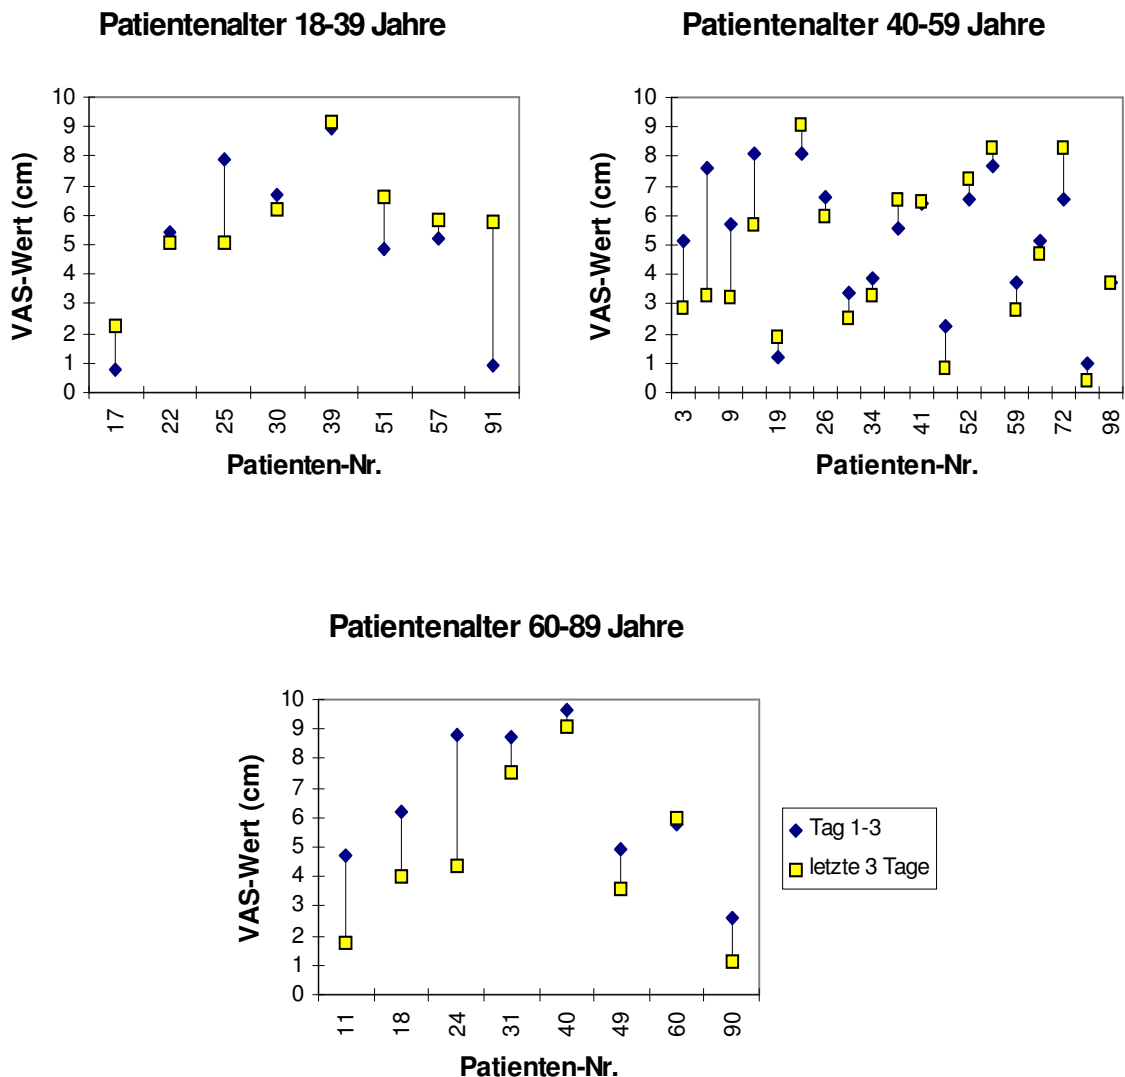 Patientenalter 18-39 Jahre
VAS-Wert (cm)
10
9
8
7
6
5
4
3
2
1
0
17 22 25 30 39 51 57 91
Patienten-Nr.
Patientenalter 40-59 Jahre
VAS-Wert (cm)
10
9
8
7
6
5
4
3
2
1
0
3 9 19 26 34 41 52 59 72 98
Patienten-Nr.
Patientenalter 60-89 Jahre
VAS-Wert (cm)
10
9
8
7
6
5
4
3
2
1
0
11 18 24 31 40 49 60 90
Patienten-Nr.
Tag 1-3
letzte 3 Tage